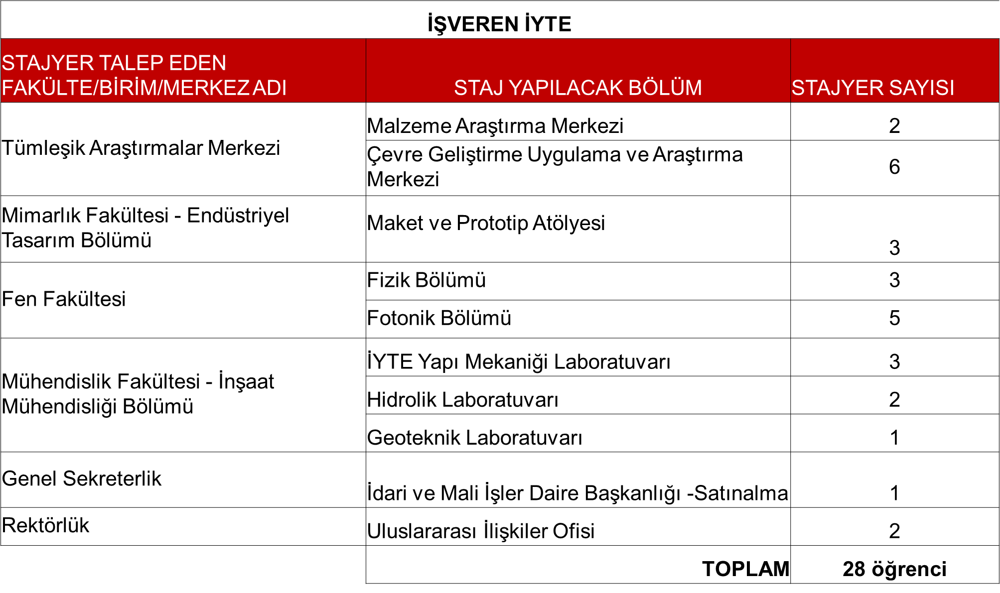 İŞVEREN İYTE
STAJYER TALEP EDEN
FAKÜLTE/BİRİM/MERKEZ ADI
STAJ YAPILACAK BÖLÜM
STAJYER SAYISI
Tümleşik Araştırmalar Merkezi
Malzeme Araştırma Merkezi
2
Çevre Geliştirme Uygulama ve Araştırma
Merkezi
6
Mimarlık Fakültesi - Endüstriyel
Tasarım Bölümü
Maket ve Prototip Atölyesi
3
Fen Fakültesi
Fizik Bölümü
3
Fotonik Bölümü
5
Mühendislik Fakültesi - İnşaat
Mühendisliği Bölümü
İYTE Yapı Mekaniği Laboratuvarı
3
Hidrolik Laboratuvarı
2
Geoteknik Laboratuvarı
1
Genel Sekreterlik
İdari ve Mali İşler Daire Başkanlığı -Satınalma
1
Rektörlük
Uluslararası İlişkiler Ofisi
2
TOPLAM
28 öğrenci